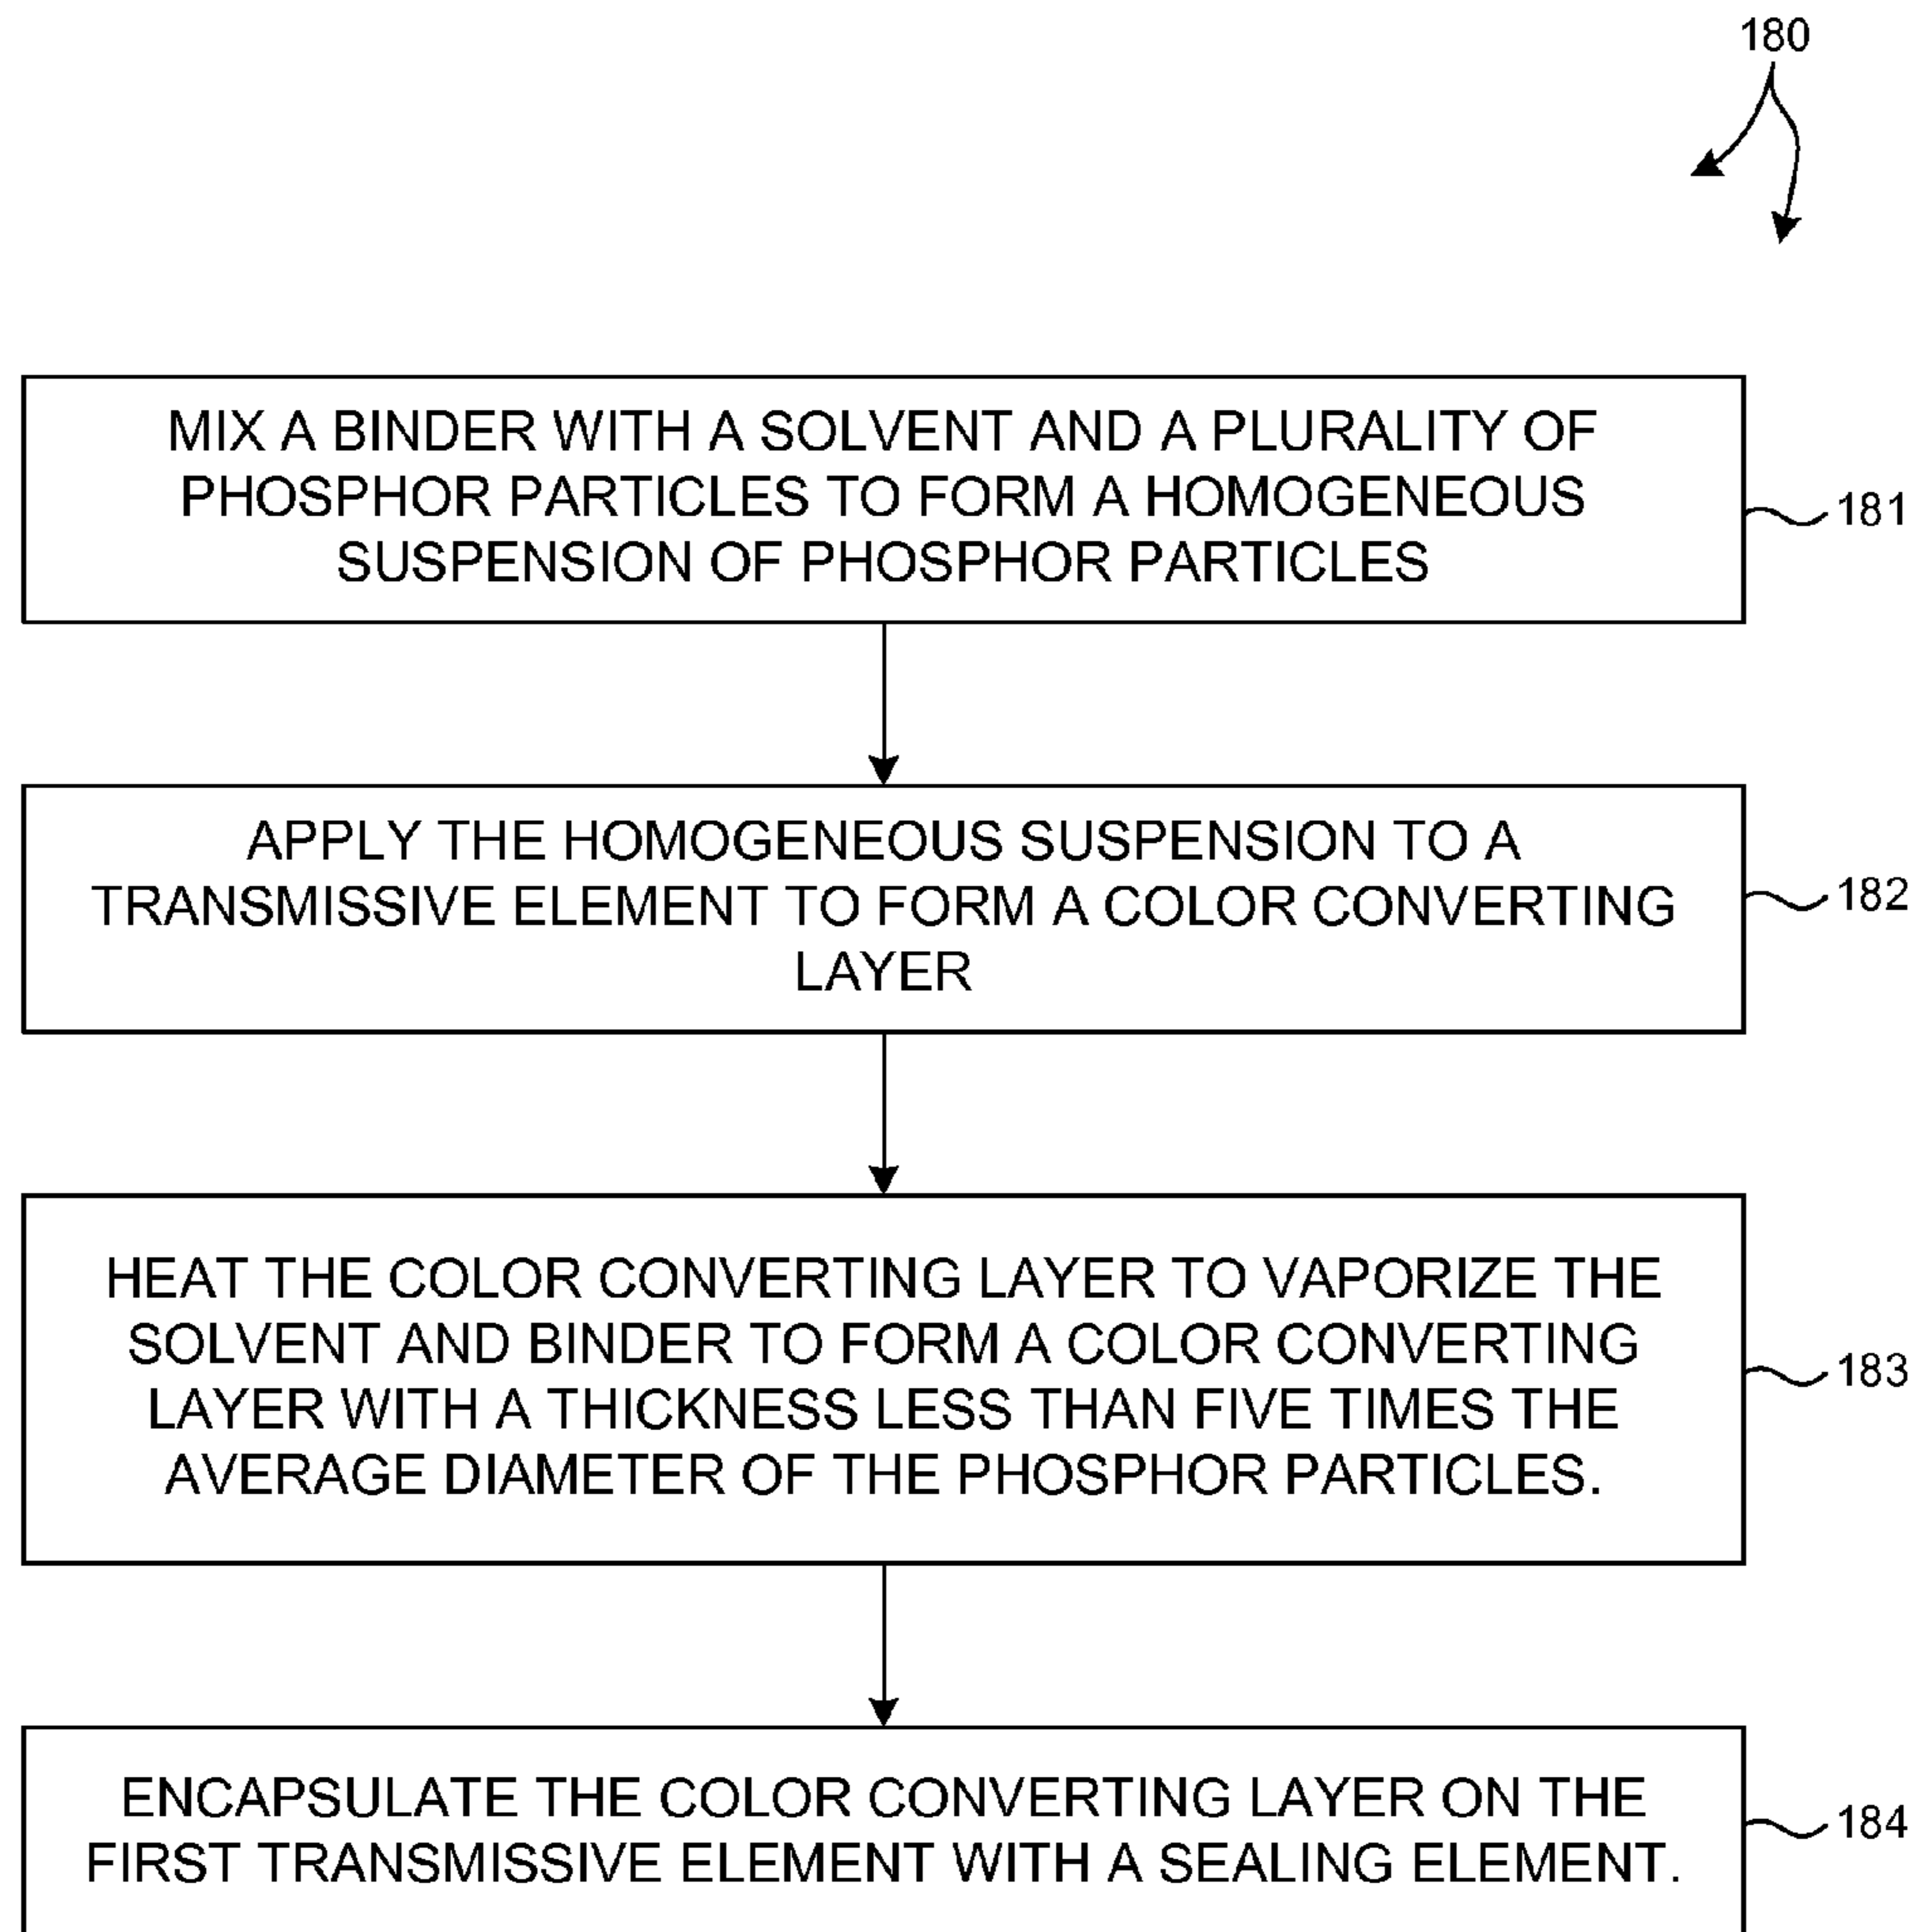 180
MIX A BINDER WITH A SOLVENT AND A PLURALITY OF
PHOSPHOR PARTICLES TO FORM A HOMOGENEOUS
SUSPENSION OF PHOSPHOR PARTICLES
181
APPLY THE HOMOGENEOUS SUSPENSION TO A
TRANSMISSIVE ELEMENT TO FORM A COLOR CONVERTING
LAYER
182
HEAT THE COLOR CONVERTING LAYER TO VAPORIZE THE
SOLVENT AND BINDER TO FORM A COLOR CONVERTING
LAYER WITH A THICKNESS LESS THAN FIVE TIMES THE
AVERAGE DIAMETER OF THE PHOSPHOR PARTICLES.
183
ENCAPSULATE THE COLOR CONVERTING LAYER ON THE
FIRST TRANSMISSIVE ELEMENT WITH A SEALING ELEMENT.
184